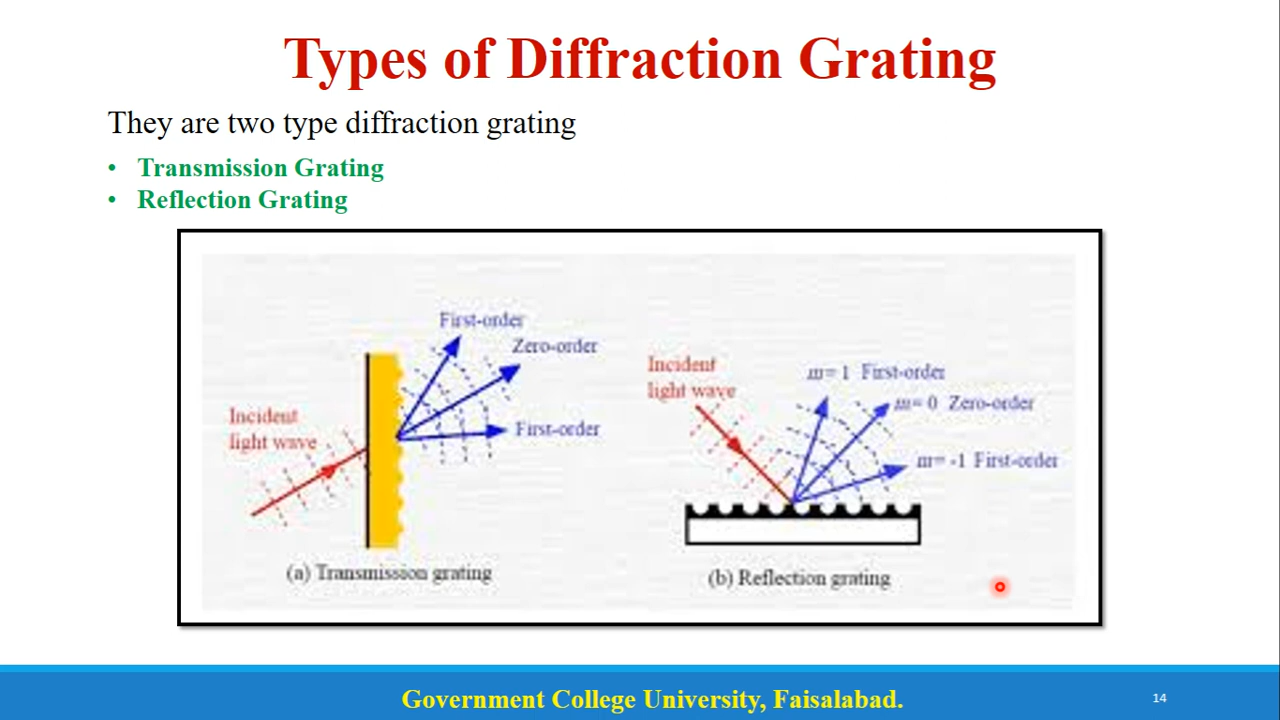 Types of Diffraction Grating
They are two type diffraction grating
• Transmission Grating
• Reflection Grating
First-order
Zero-order
First-order
Incident
light wave
(a) Transmission grating
Incident
light wave
m= 1 First-order
m= 0 Zero-order
m= -1 First-order
(b) Reflection grating
Government College University, Faisalabad.
14